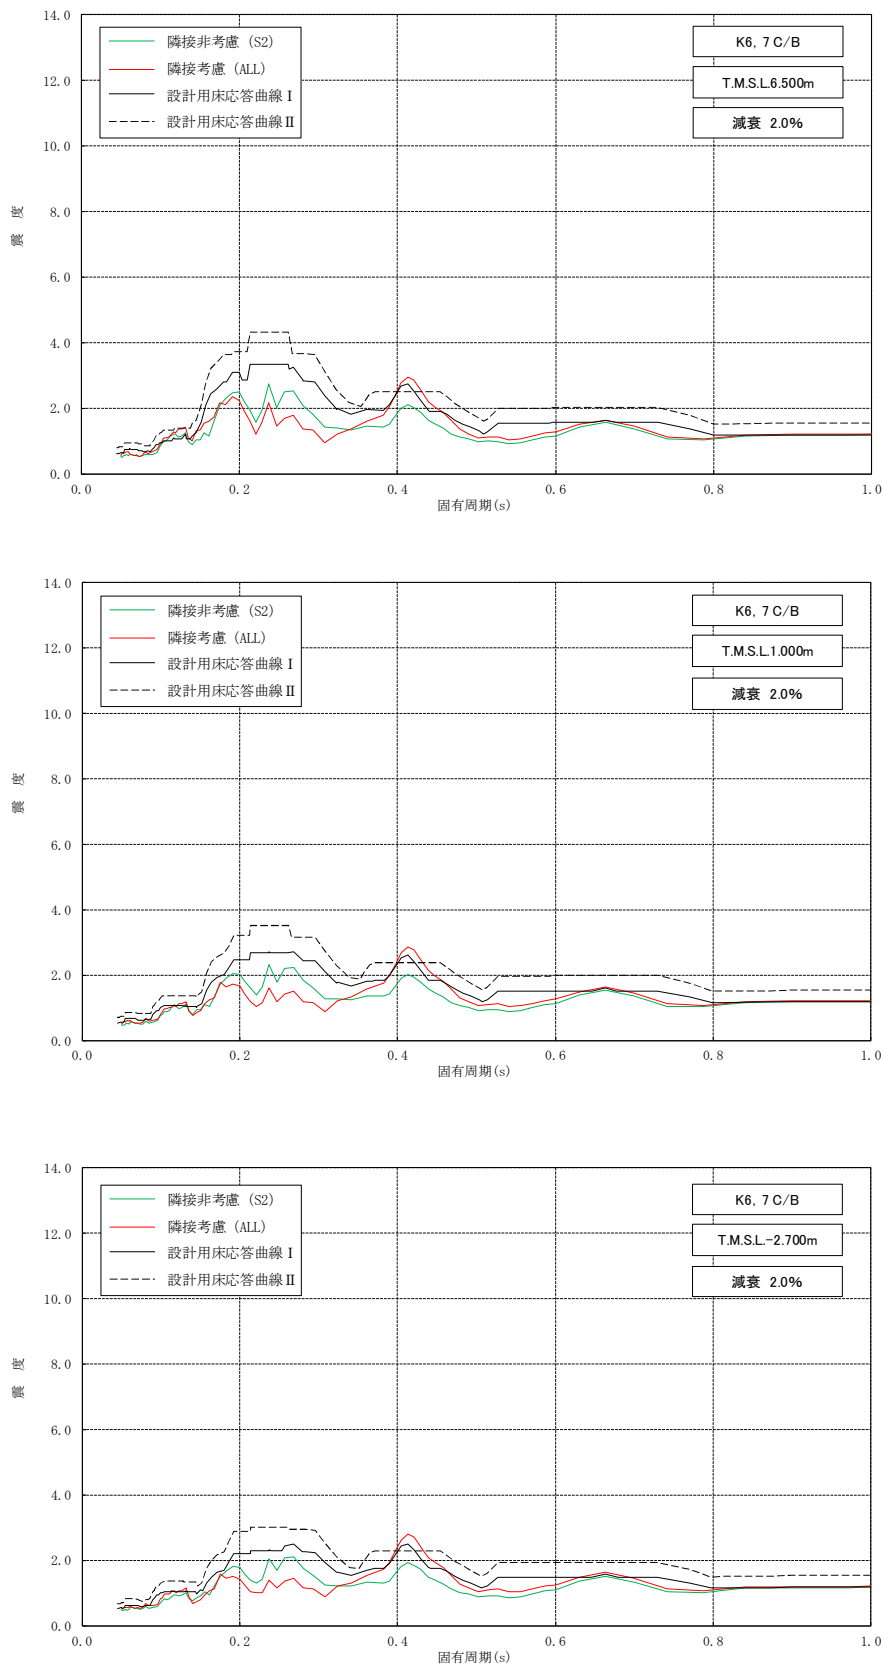 14.0
隣接非考慮 (S2)
隣接考慮 (ALL)
設計用床応答曲線Ⅰ
設計用床応答曲線Ⅱ
K6, 7 C/B
T.M.S.L.6.500m
減衰 2.0%
12.0
10.0
8.0
6.0
4.0
2.0
0.0
震 度
0.0 0.2 0.4 0.6 0.8 1.0
固有周期(s)
14.0
隣接非考慮 (S2)
隣接考慮 (ALL)
設計用床応答曲線Ⅰ
設計用床応答曲線Ⅱ
K6, 7 C/B
T.M.S.L.1.000m
減衰 2.0%
12.0
10.0
8.0
6.0
4.0
2.0
0.0
震 度
0.0 0.2 0.4 0.6 0.8 1.0
固有周期(s)
14.0
隣接非考慮 (S2)
隣接考慮 (ALL)
設計用床応答曲線Ⅰ
設計用床応答曲線Ⅱ
K6, 7 C/B
T.M.S.L.-2.700m
減衰 2.0%
12.0
10.0
8.0
6.0
4.0
2.0
0.0
震 度
0.0 0.2 0.4 0.6 0.8 1.0
固有周期(s)